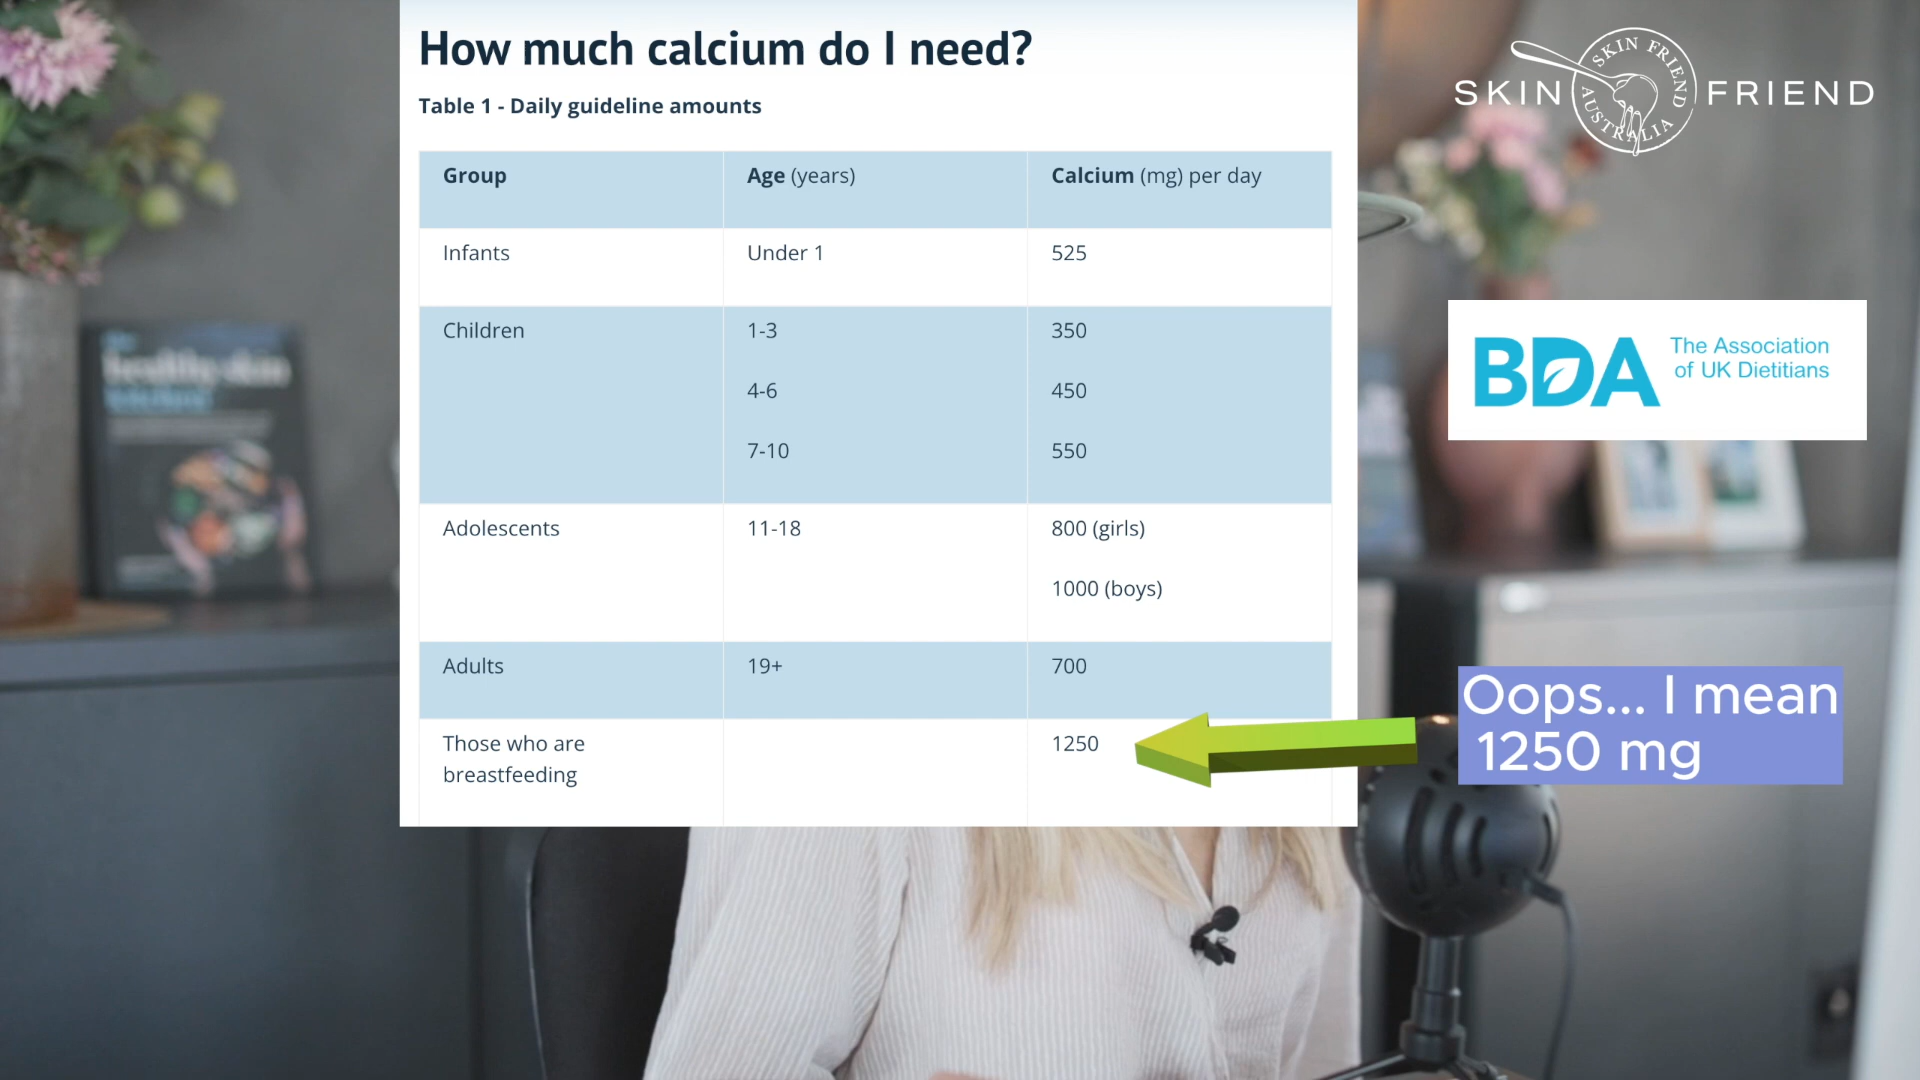 How much calcium do I need?
Table 1 - Daily guideline amounts
Group Age (years) Calcium (mg) per day
Infants Under 1 525
Children 1-3 350
4-6 450
7-10 550
Adolescents 11-18 800 (girls)
1000 (boys)
Adults 19+ 700
Those who are 1250
breastfeeding
SKIN FRIEND
SKIN FRIEND
AUSTRALIA
BDA The Association
of UK Dietitians
Oops... I mean
1250 mg
healthy skin
kitchen